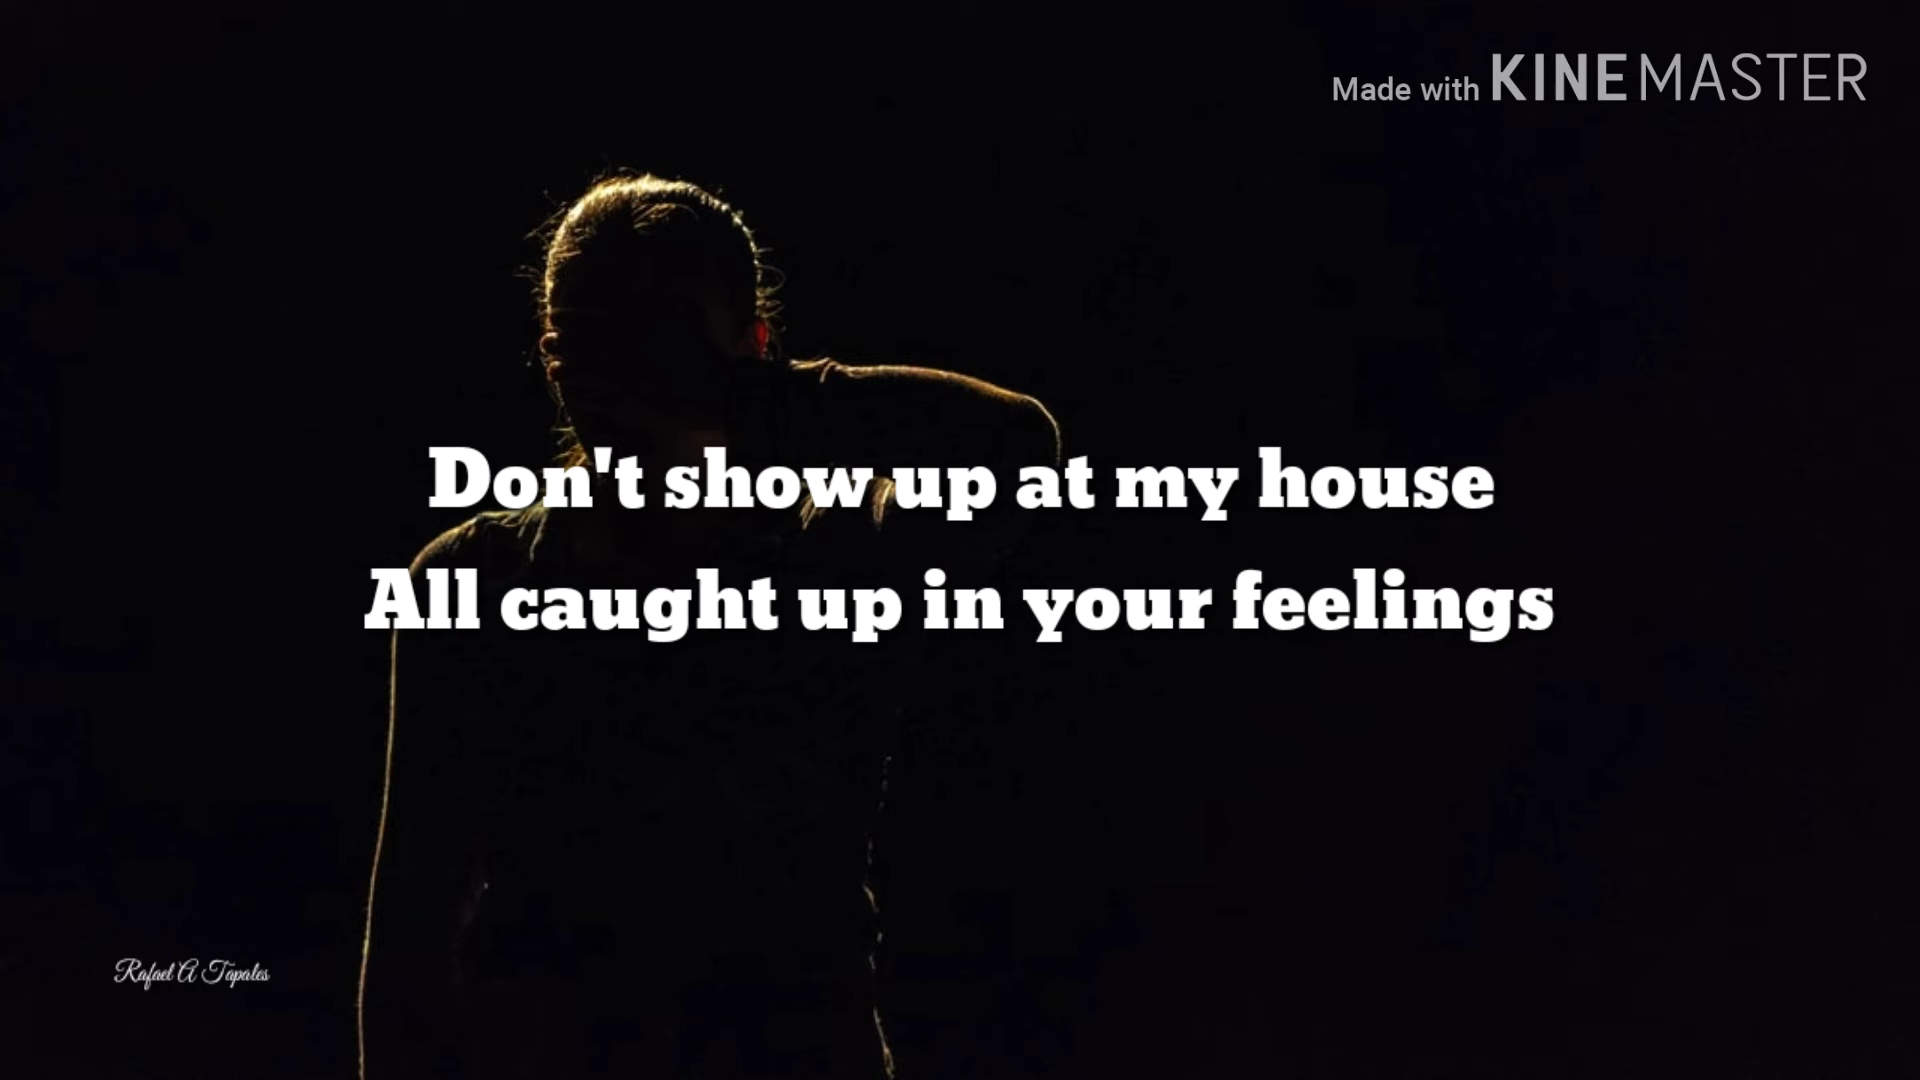 Made with KINEMASTER
Don't show up at my house
All caught up in your feelings
Rafael A Tapales